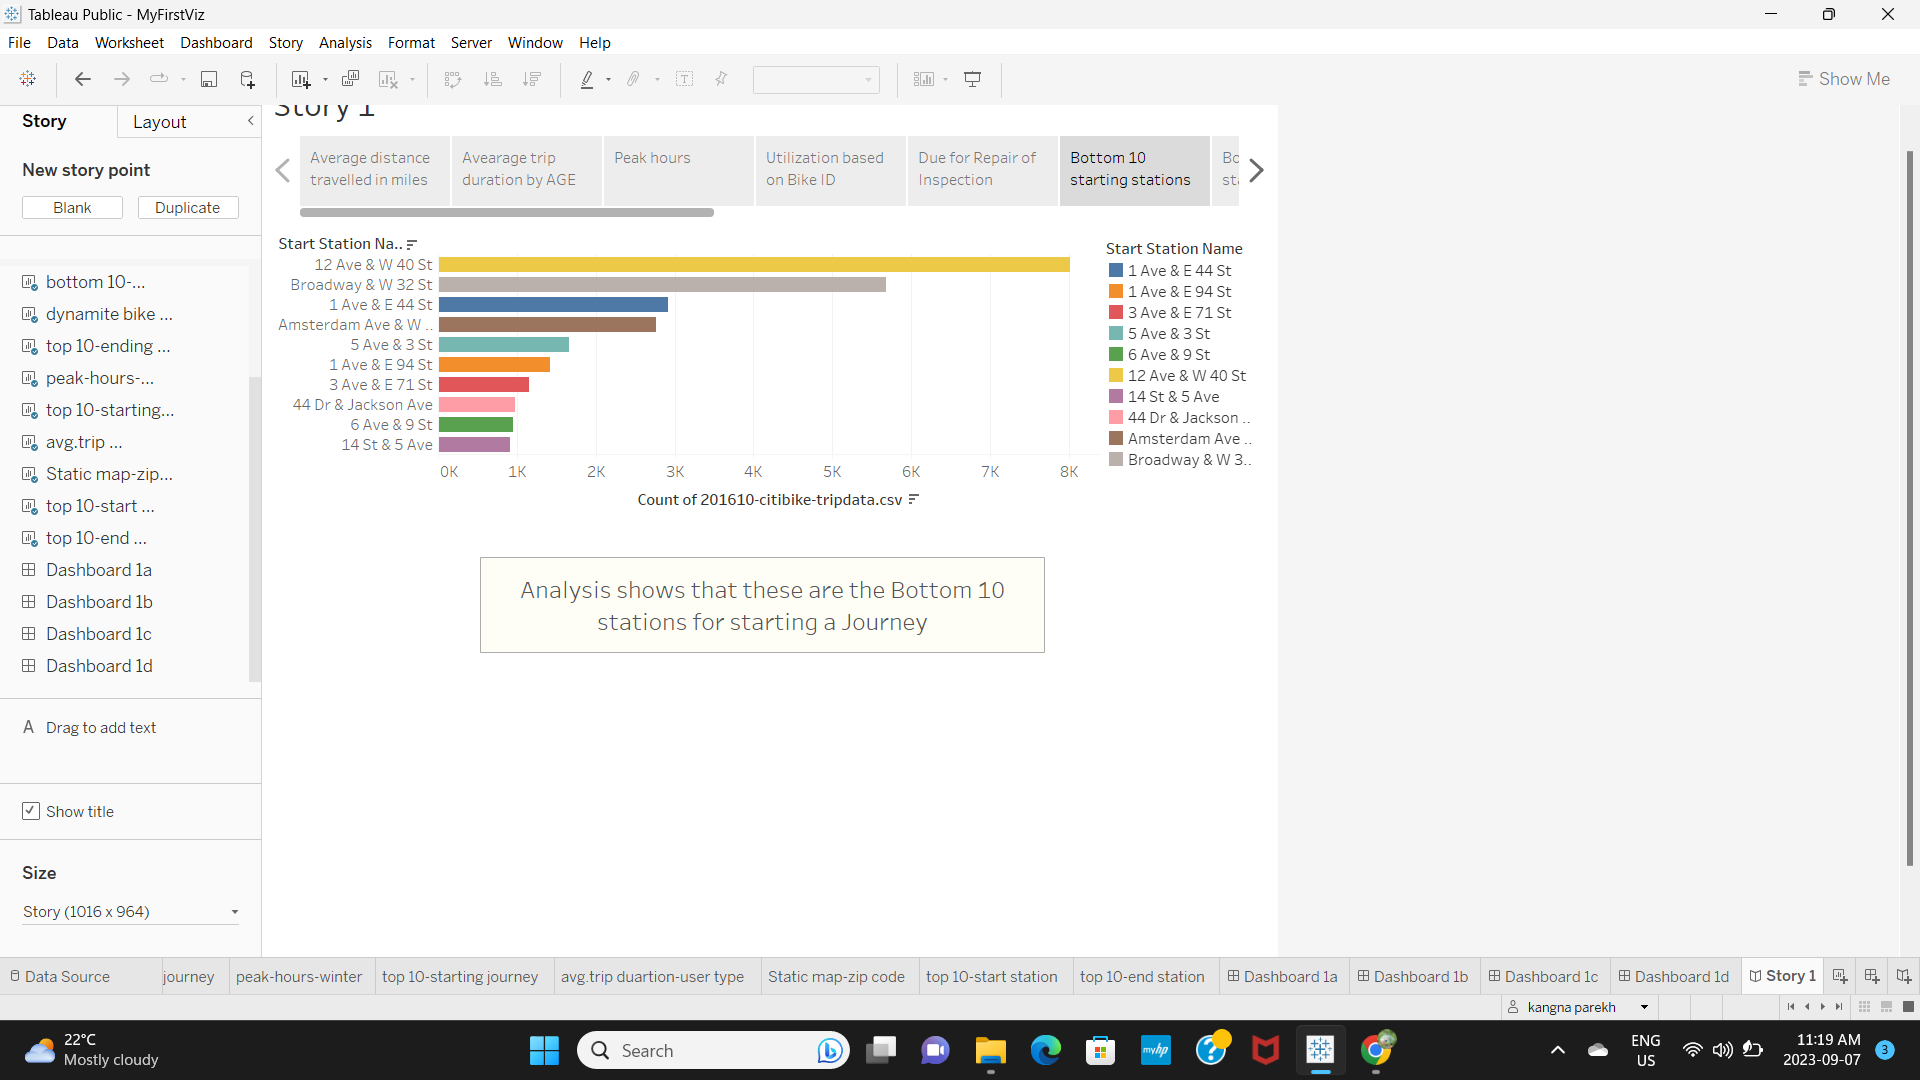 Tableau Public - MyFirstViz
File Data Worksheet Dashboard Story Analysis Format Server Window Help
Show Me
Story Layout
New story point
Blank Duplicate
bottom 10-...
dynamite bike ...
top 10-ending ...
peak-hours-...
top 10-starting...
avg.trip ...
Static map-zip...
top 10-start ...
top 10-end ...
Dashboard 1a
Dashboard 1b
Dashboard 1c
Dashboard 1d
A Drag to add text
Show title
Size
Story (1016 x 964)
Story 1
Average distance
travelled in miles
Avearage trip
duration by AGE
Peak hours
Utilization based
on Bike ID
Due for Repair of
Inspection
Bottom 10
starting stations
Start Station Na..
12 Ave & W 40 St
Broadway & W 32 St
1 Ave & E 44 St
Amsterdam Ave & W ..
5 Ave & 3 St
1 Ave & E 94 St
3 Ave & E 71 St
44 Dr & Jackson Ave
6 Ave & 9 St
14 St & 5 Ave
0K 1K 2K 3K 4K 5K 6K 7K 8K
Count of 201610-citibike-tripdata.csv
Start Station Name
1 Ave & E 44 St
1 Ave & E 94 St
3 Ave & E 71 St
5 Ave & 3 St
6 Ave & 9 St
12 Ave & W 40 St
14 St & 5 Ave
44 Dr & Jackson ..
Amsterdam Ave ..
Broadway & W 3..
Analysis shows that these are the Bottom 10
stations for starting a Journey
Data Source journey peak-hours-winter top 10-starting journey avg.trip duartion-user type Static map-zip code top 10-start station top 10-end station Dashboard 1a Dashboard 1b Dashboard 1c Dashboard 1d Story 1
kangna parekh
22°C
Mostly cloudy
Search
myhp
ENG
US
11:19 AM
2023-09-07
3